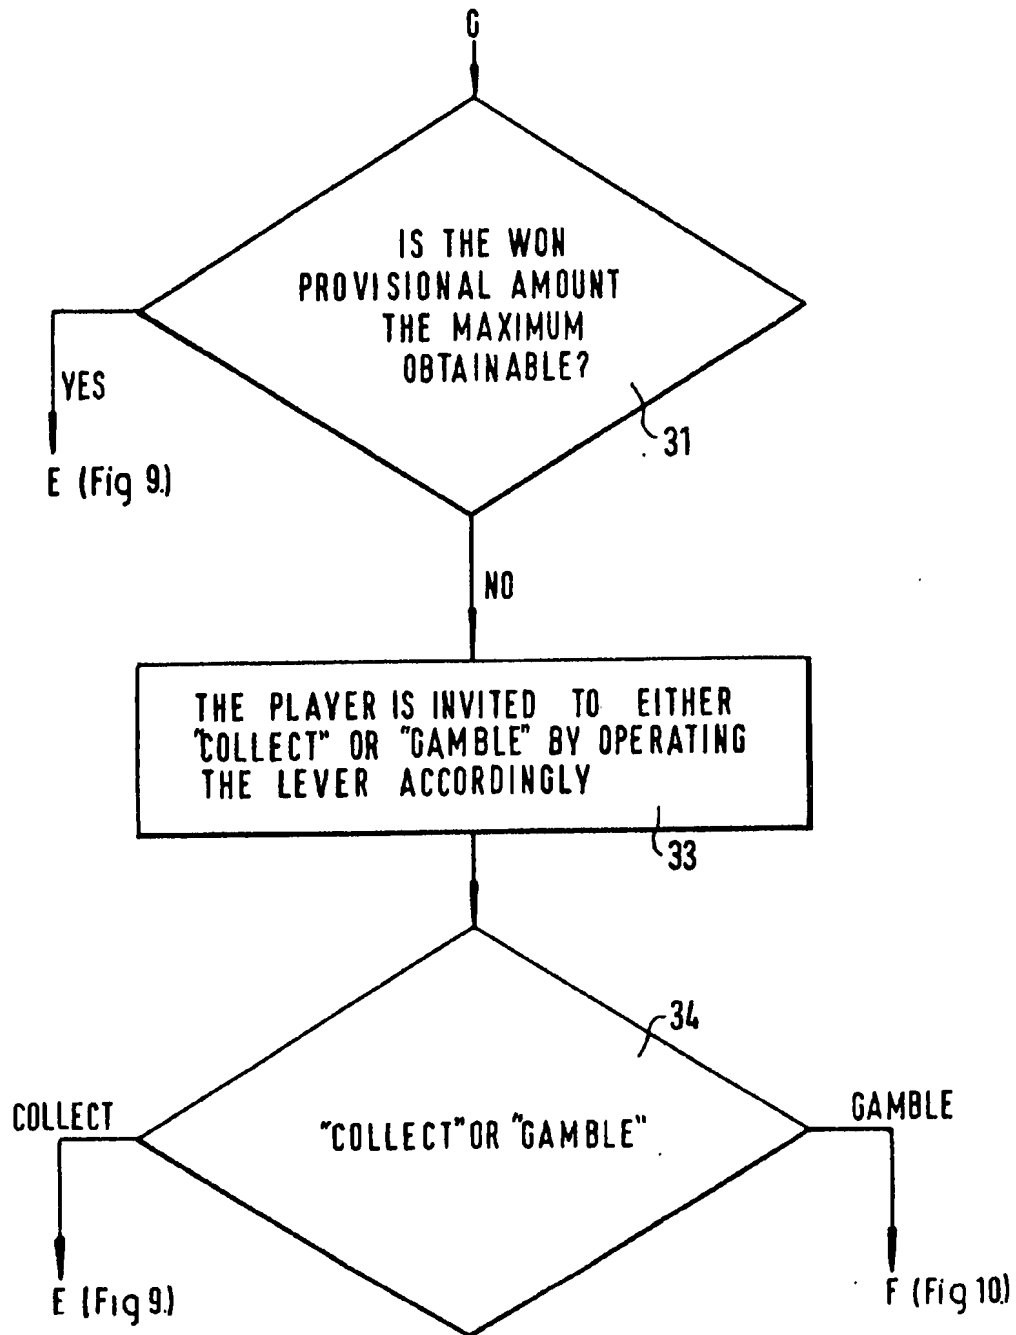 G
IS THE WON
PROVISIONAL AMOUNT
THE MAXIMUM
OBTAINABLE?
31
YES
E (Fig 9.)
NO
THE PLAYER IS INVITED TO EITHER
"COLLECT" OR "GAMBLE" BY OPERATING
THE LEVER ACCORDINGLY
33
34
COLLECT
"COLLECT" OR "GAMBLE"
GAMBLE
E (Fig 9.)
F (Fig 10.)